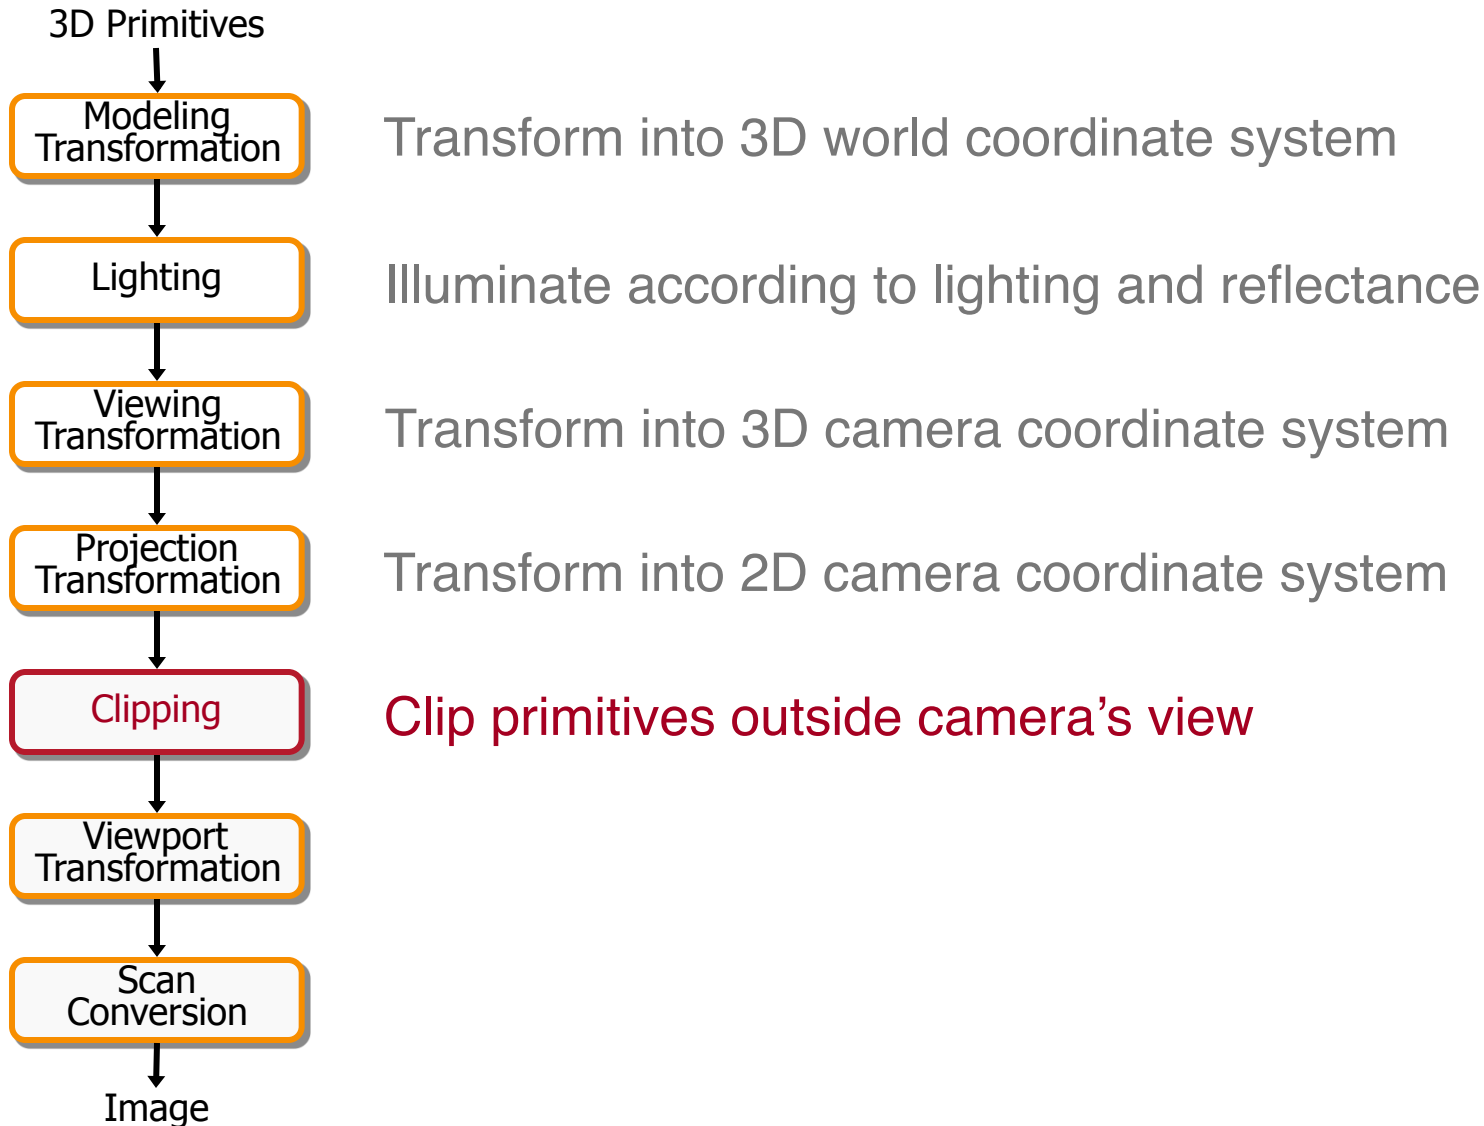 3D Primitives
Modeling
Transformation
Transform into 3D world coordinate system
Lighting
Illuminate according to lighting and reflectance
Viewing
Transformation
Transform into 3D camera coordinate system
Projection
Transformation
Transform into 2D camera coordinate system
Clipping
Clip primitives outside camera’s view
Viewport
Transformation
Scan
Conversion
Image